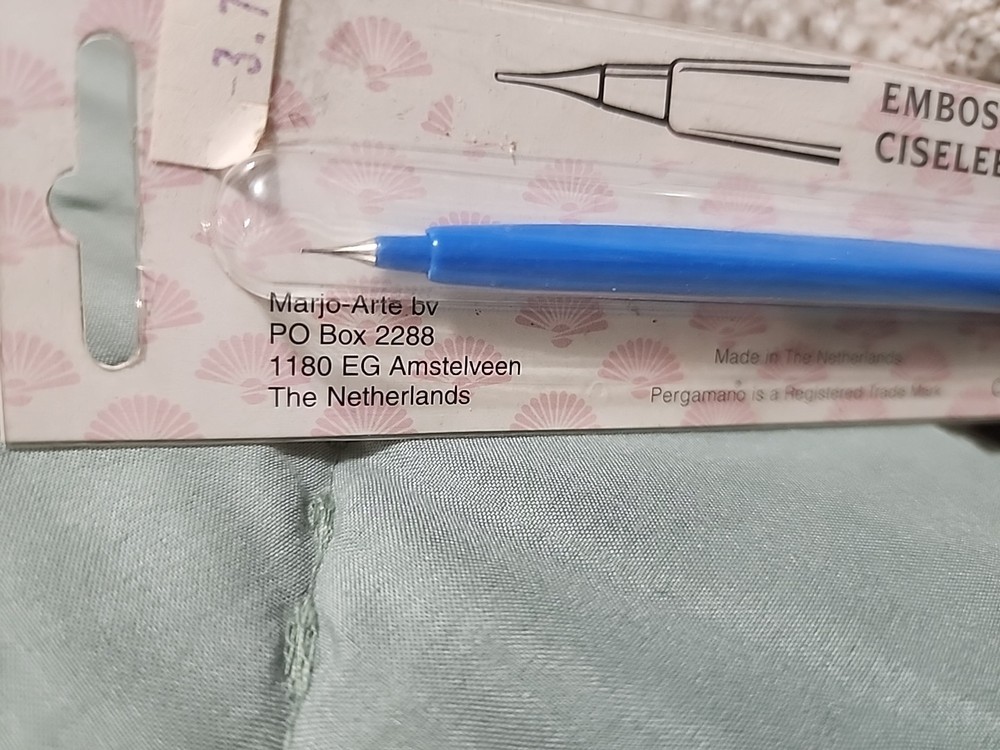 EMBOS
CISELEE
Marjo-Arte bv
PO Box 2288
1180 EG Amstelveen
The Netherlands
Made in The Netherlands
Pergamano is a Registered Trade Mark